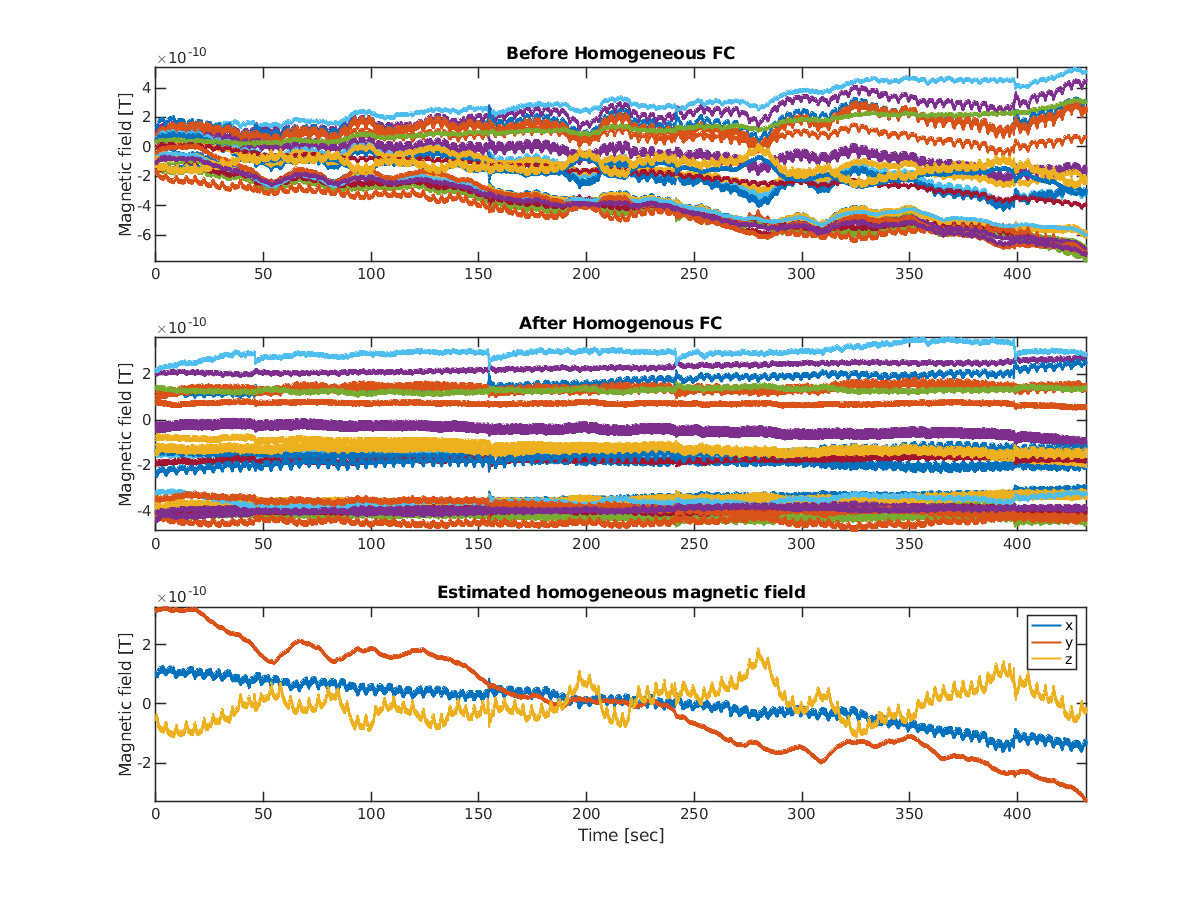 Before Homogeneous FC
×10⁻¹⁰
Magnetic field [T]
4
2
0
-2
-4
-6
0 50 100 150 200 250 300 350 400
After Homogenous FC
×10⁻¹⁰
Magnetic field [T]
2
0
-2
-4
0 50 100 150 200 250 300 350 400
Estimated homogeneous magnetic field
×10⁻¹⁰
Magnetic field [T]
2
0
-2
x
y
z
0 50 100 150 200 250 300 350 400
Time [sec]